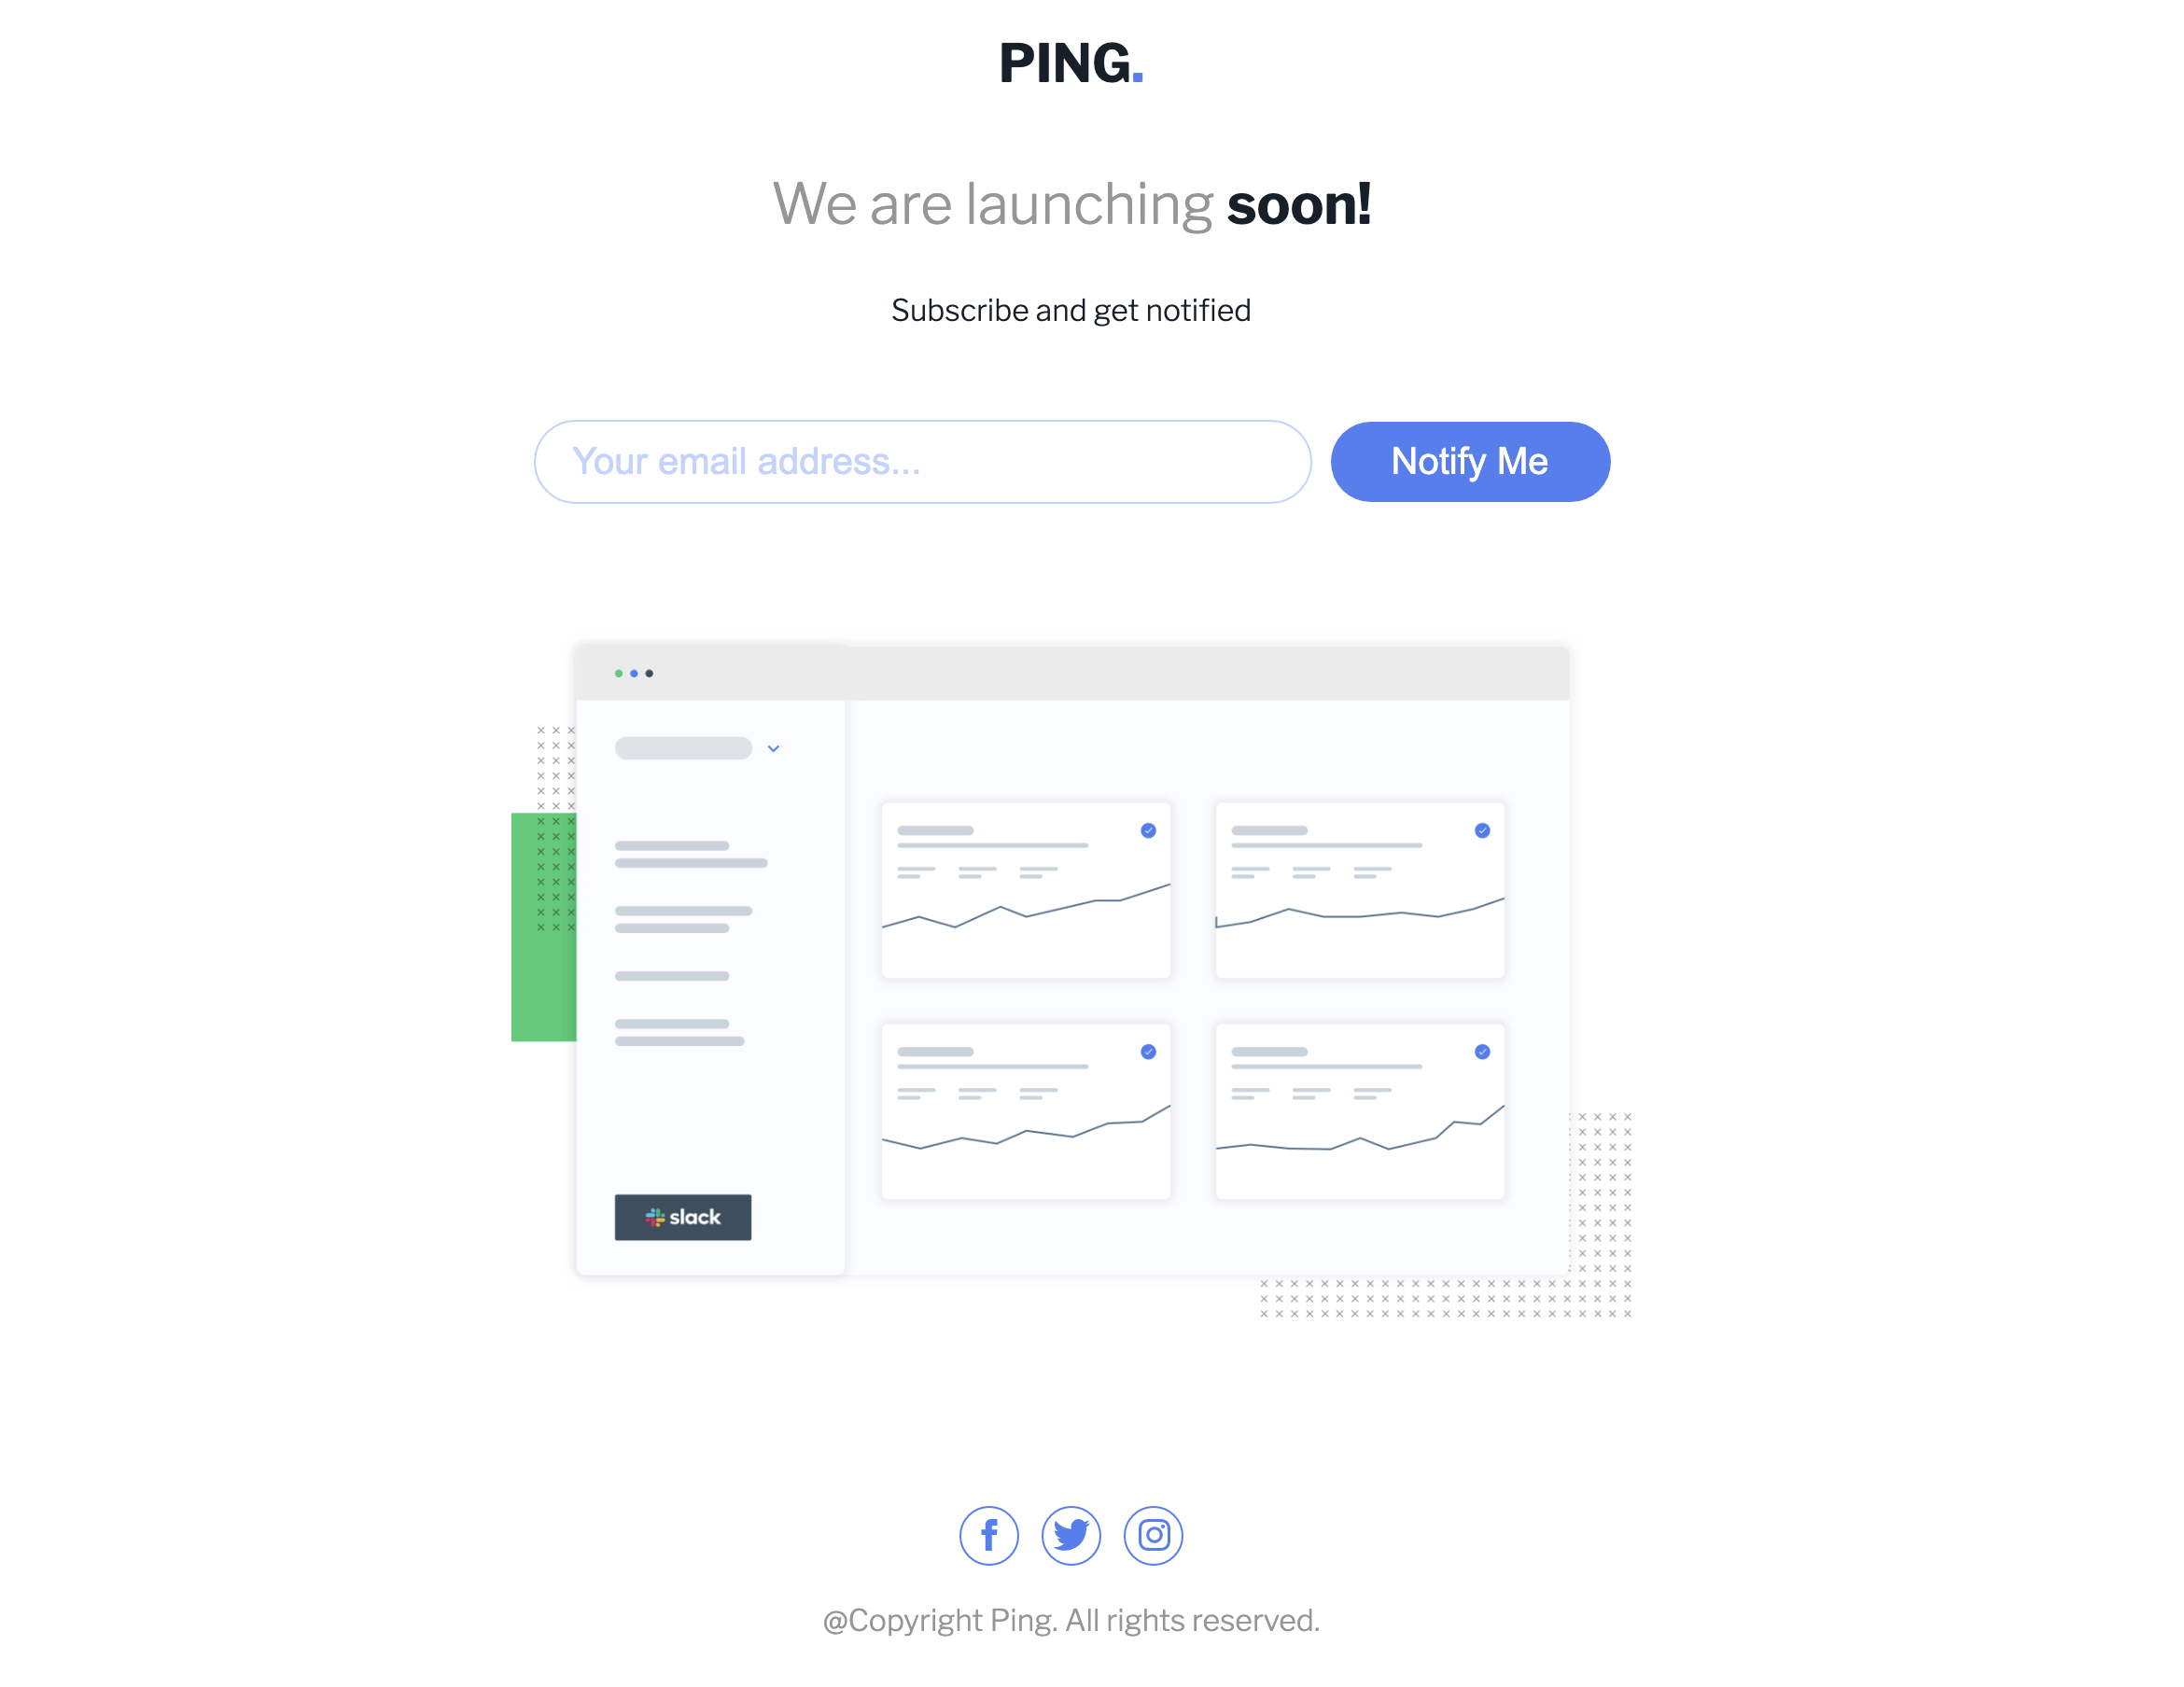 PING.
We are launching soon!
Subscribe and get notified
Your email address...
Notify Me
slack
@Copyright Ping. All rights reserved.